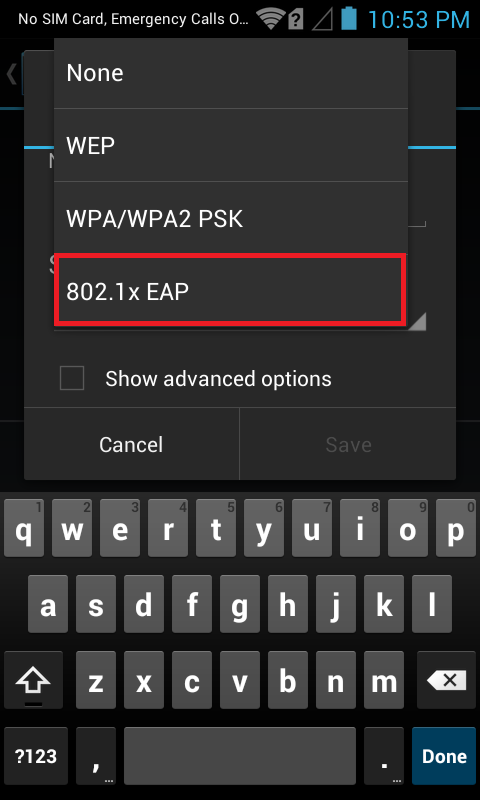 No SIM Card, Emergency Calls O... 10:53 PM
None
WEP
N
WPA/WPA2 PSK
S
802.1x EAP
Show advanced options
Cancel Save
1 2 3 4 5 6 7 8 9 0
q w e r t y u i o p
a s d f g h j k l
z x c v b n m
?123 , ... . ... Done